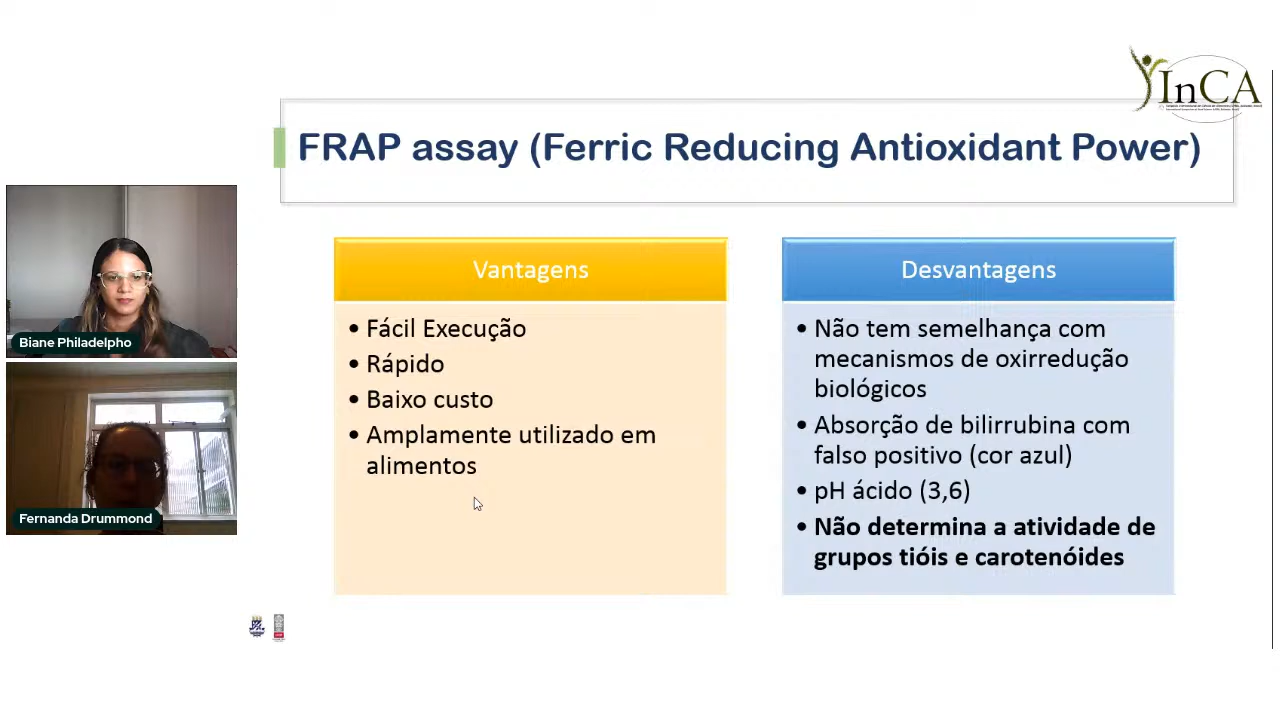 InCA
FRAP assay (Ferric Reducing Antioxidant Power)
Vantagens
• Fácil Execução
• Rápido
• Baixo custo
• Amplamente utilizado em
alimentos
Desvantagens
• Não tem semelhança com
mecanismos de oxirredução
biológicos
• Absorção de bilirrubina com
falso positivo (cor azul)
• pH ácido (3,6)
• Não determina a atividade de
grupos tióis e carotenóides
Biane Philadelpho
Fernanda Drummond